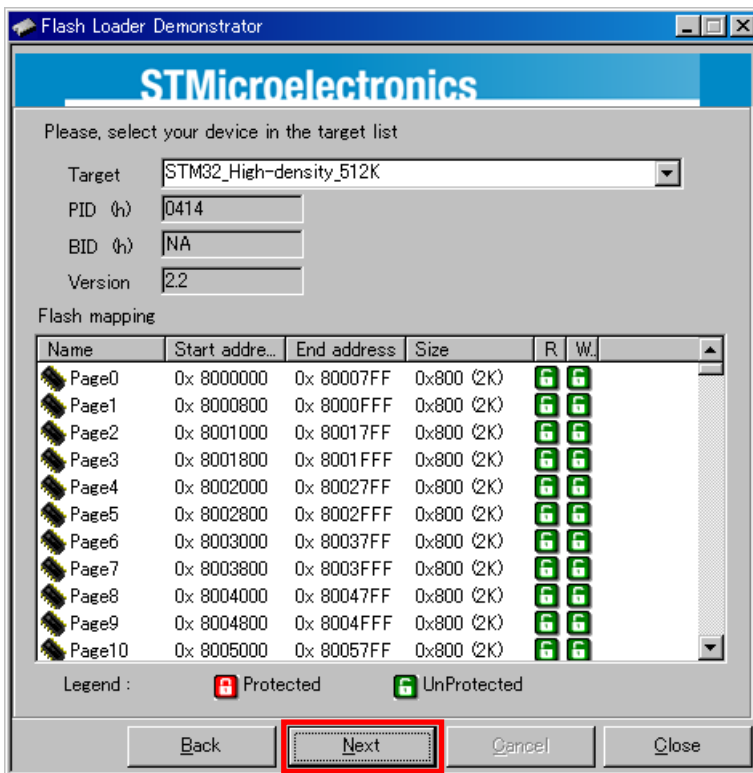 Flash Loader Demonstrator
STMicroelectronics
Please, select your device in the target list
Target STM32_High-density_512K
PID (h) 0414
BID (h) NA
Version 2.2
Flash mapping
Name Start addre... End address Size R W..
Page0 0x 8000000 0x 80007FF 0x800 (2K)
Page1 0x 8000800 0x 8000FFF 0x800 (2K)
Page2 0x 8001000 0x 80017FF 0x800 (2K)
Page3 0x 8001800 0x 8001FFF 0x800 (2K)
Page4 0x 8002000 0x 80027FF 0x800 (2K)
Page5 0x 8002800 0x 8002FFF 0x800 (2K)
Page6 0x 8003000 0x 80037FF 0x800 (2K)
Page7 0x 8003800 0x 8003FFF 0x800 (2K)
Page8 0x 8004000 0x 80047FF 0x800 (2K)
Page9 0x 8004800 0x 8004FFF 0x800 (2K)
Page10 0x 8005000 0x 80057FF 0x800 (2K)
Legend : Protected UnProtected
Back Next Cancel Close